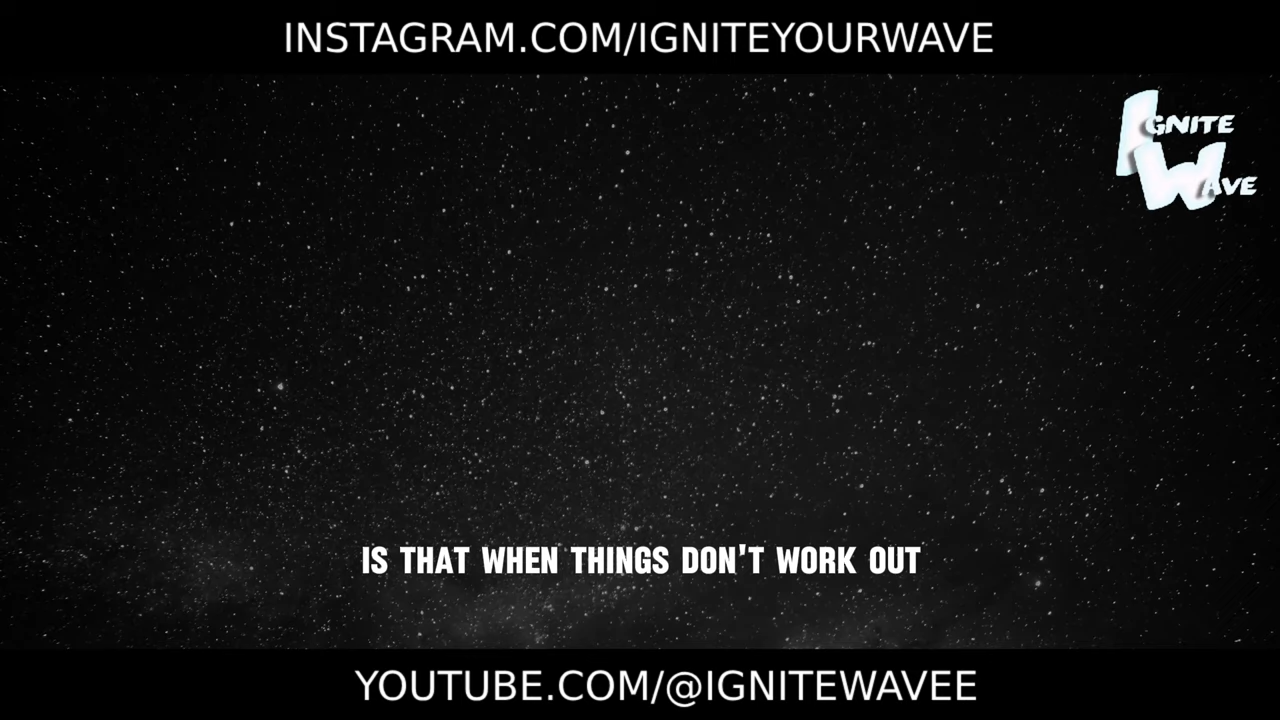 INSTAGRAM.COM/IGNITEYOURWAVE
IGNITE
WAVE
IS THAT WHEN THINGS DON'T WORK OUT
YOUTUBE.COM/@IGNITEWAVEE